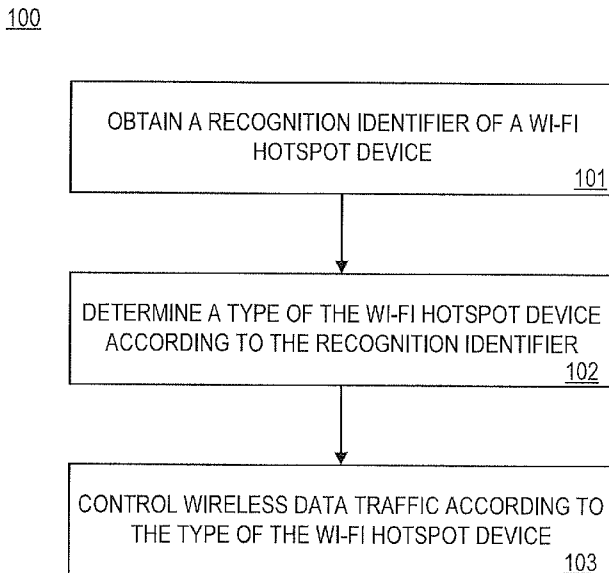 100
OBTAIN A RECOGNITION IDENTIFIER OF A WI-FI
HOTSPOT DEVICE
101
DETERMINE A TYPE OF THE WI-FI HOTSPOT DEVICE
ACCORDING TO THE RECOGNITION IDENTIFIER
102
CONTROL WIRELESS DATA TRAFFIC ACCORDING TO
THE TYPE OF THE WI-FI HOTSPOT DEVICE
103